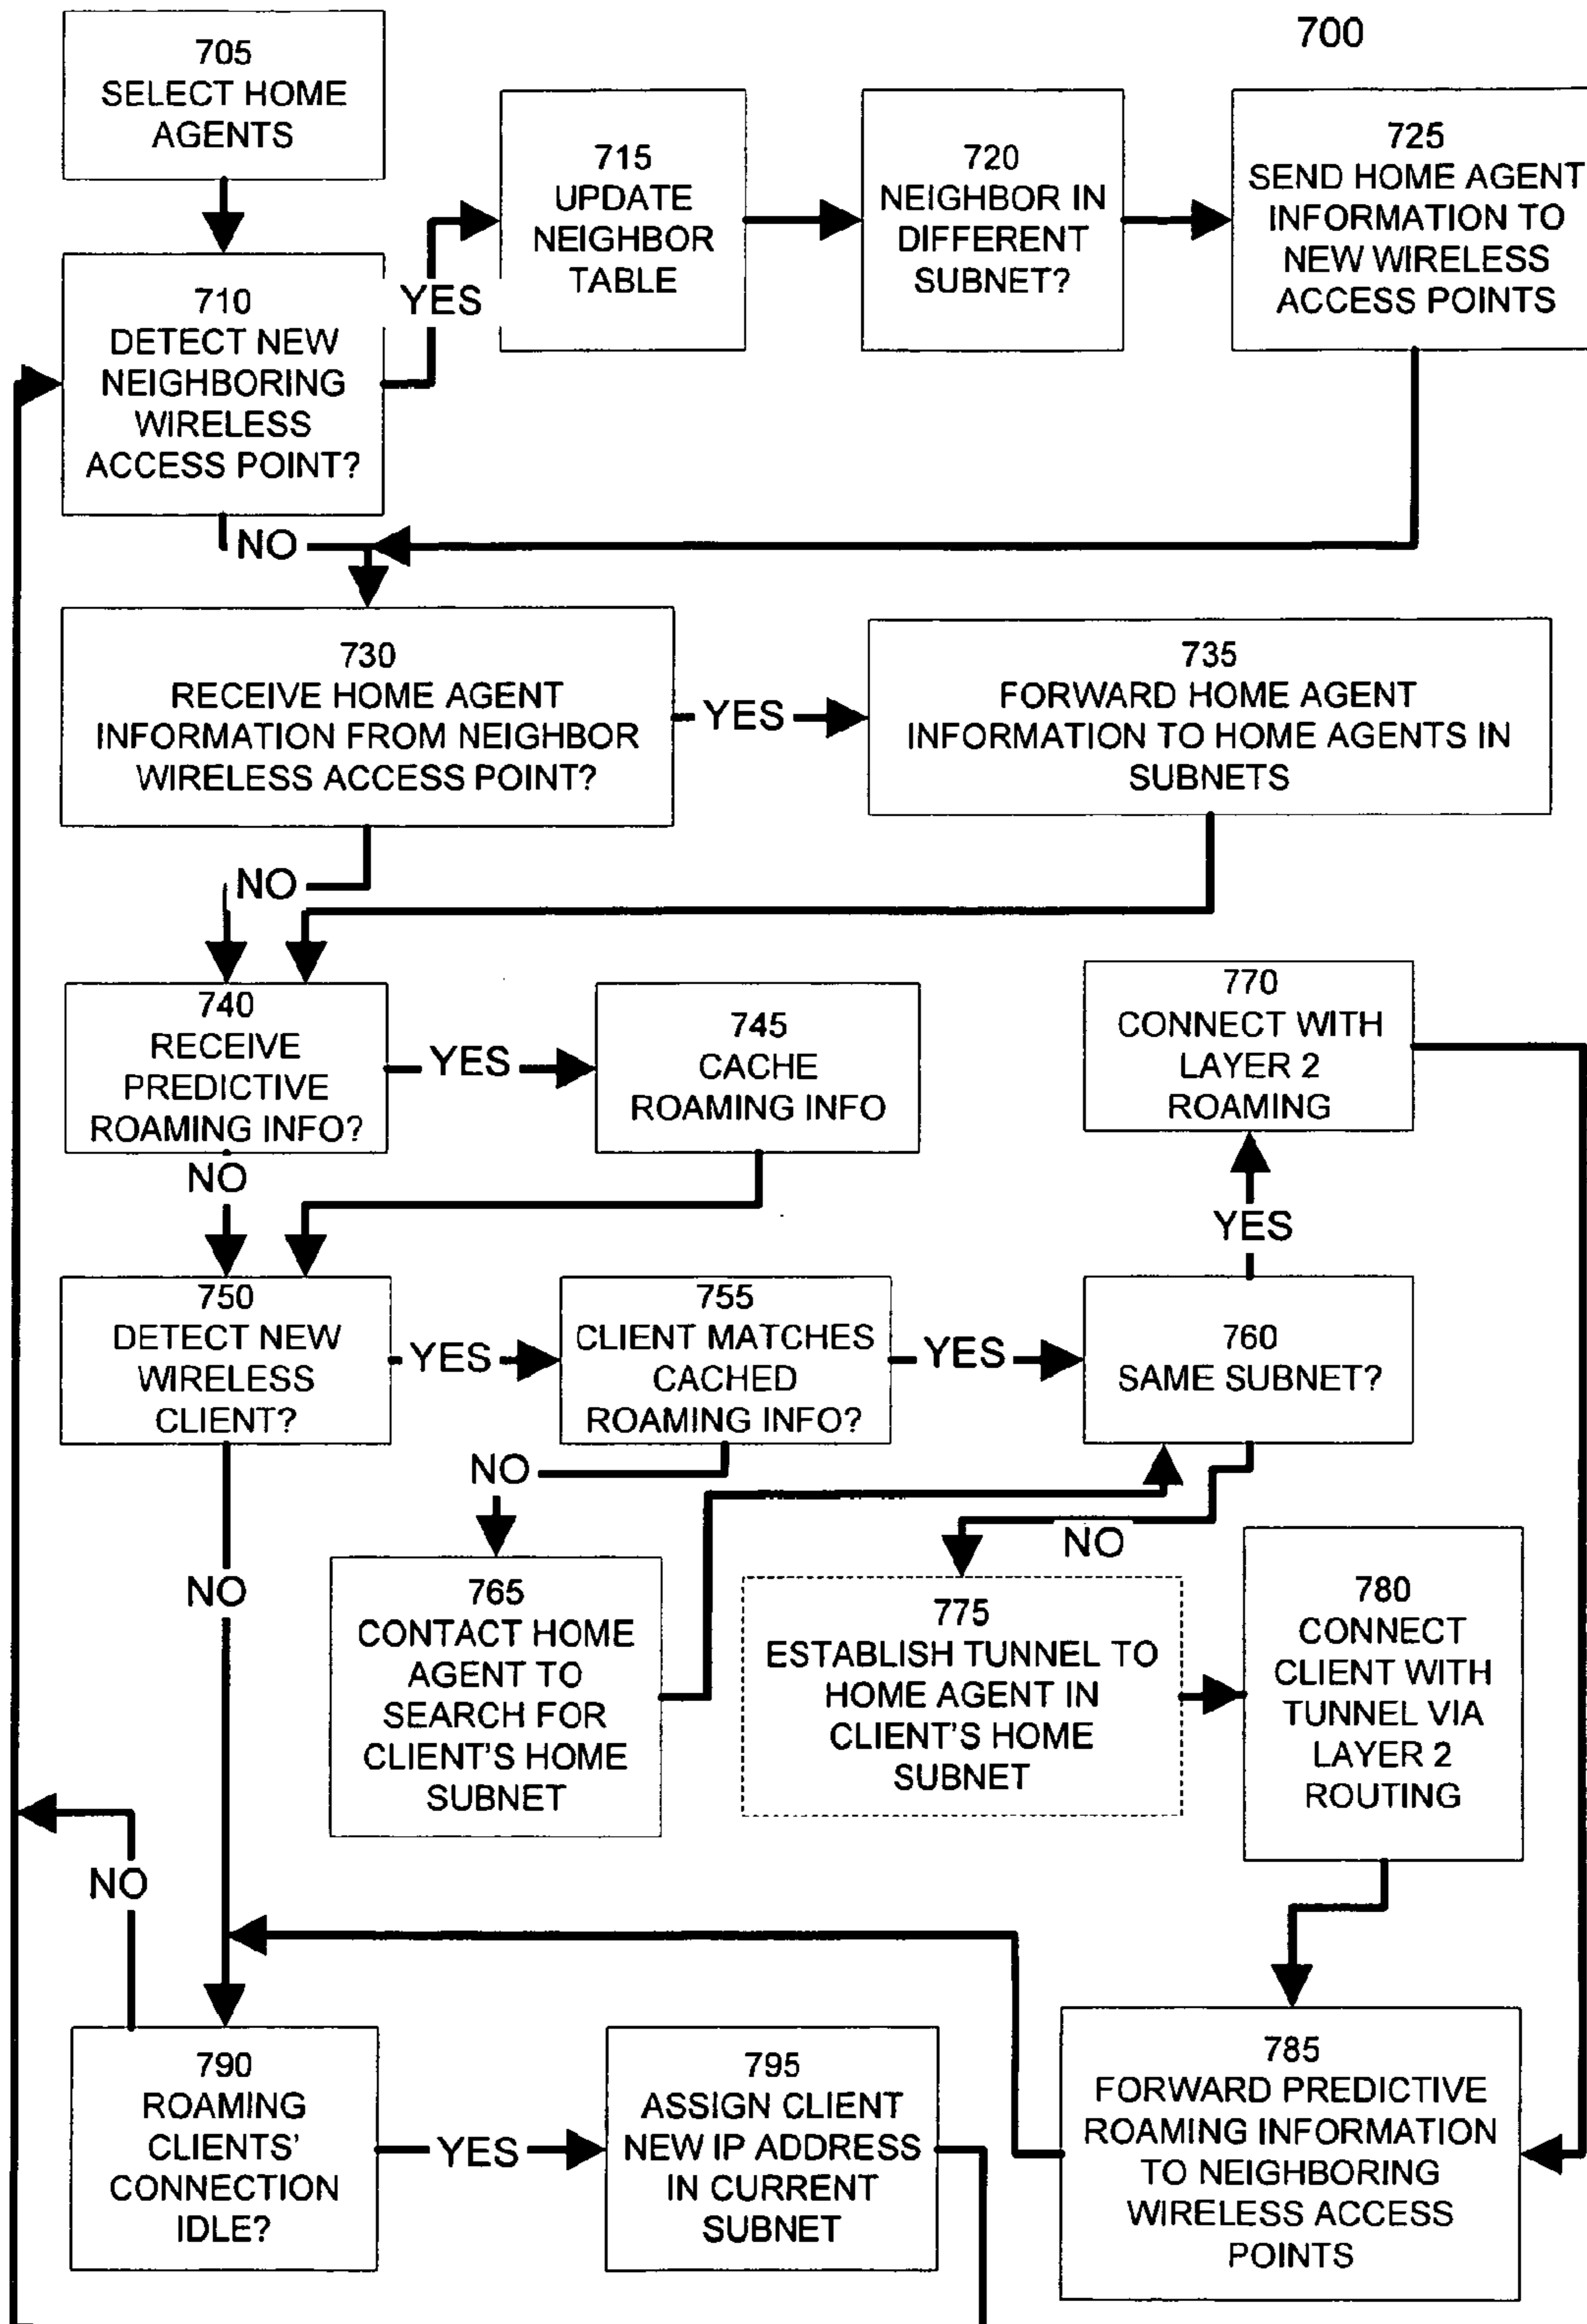 700
705
SELECT HOME
AGENTS
710
DETECT NEW
NEIGHBORING
WIRELESS
ACCESS POINT?
YES
NO
715
UPDATE
NEIGHBOR
TABLE
720
NEIGHBOR IN
DIFFERENT
SUBNET?
725
SEND HOME AGENT
INFORMATION TO
NEW WIRELESS
ACCESS POINTS
730
RECEIVE HOME AGENT
INFORMATION FROM NEIGHBOR
WIRELESS ACCESS POINT?
YES
NO
735
FORWARD HOME AGENT
INFORMATION TO HOME AGENTS IN
SUBNETS
740
RECEIVE
PREDICTIVE
ROAMING INFO?
YES
NO
745
CACHE
ROAMING INFO
770
CONNECT WITH
LAYER 2
ROAMING
YES
750
DETECT NEW
WIRELESS
CLIENT?
YES
NO
755
CLIENT MATCHES
CACHED
ROAMING INFO?
YES
NO
760
SAME SUBNET?
NO
765
CONTACT HOME
AGENT TO
SEARCH FOR
CLIENT'S HOME
SUBNET
775
ESTABLISH TUNNEL TO
HOME AGENT IN
CLIENT'S HOME
SUBNET
780
CONNECT
CLIENT WITH
TUNNEL VIA
LAYER 2
ROUTING
NO
790
ROAMING
CLIENTS'
CONNECTION
IDLE?
YES
795
ASSIGN CLIENT
NEW IP ADDRESS
IN CURRENT
SUBNET
785
FORWARD PREDICTIVE
ROAMING INFORMATION
TO NEIGHBORING
WIRELESS ACCESS
POINTS